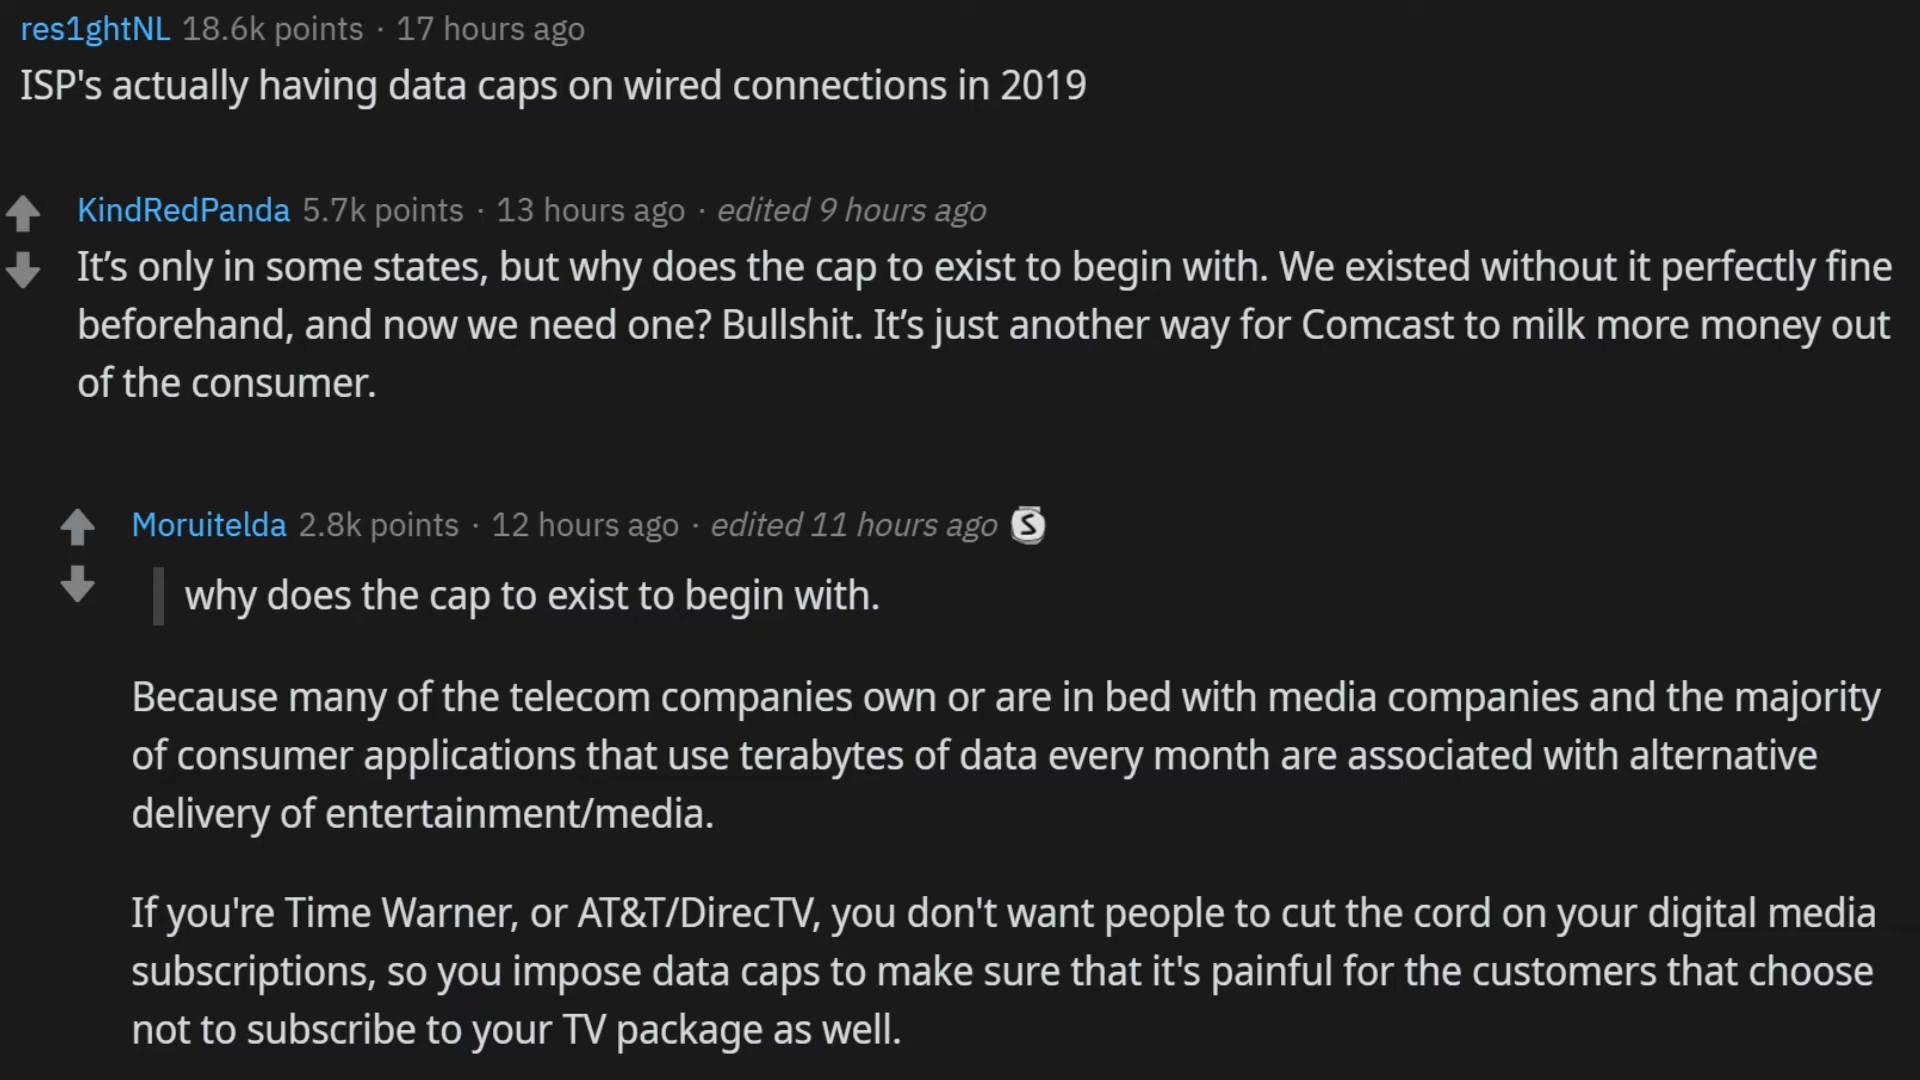 res1ghtNL 18.6k points · 17 hours ago
ISP's actually having data caps on wired connections in 2019
KindRedPanda 5.7k points · 13 hours ago · edited 9 hours ago
It’s only in some states, but why does the cap to exist to begin with. We existed without it perfectly fine
beforehand, and now we need one? Bullshit. It’s just another way for Comcast to milk more money out
of the consumer.
Moruitelda 2.8k points · 12 hours ago · edited 11 hours ago S
why does the cap to exist to begin with.
Because many of the telecom companies own or are in bed with media companies and the majority
of consumer applications that use terabytes of data every month are associated with alternative
delivery of entertainment/media.
If you're Time Warner, or AT&T/DirecTV, you don't want people to cut the cord on your digital media
subscriptions, so you impose data caps to make sure that it's painful for the customers that choose
not to subscribe to your TV package as well.